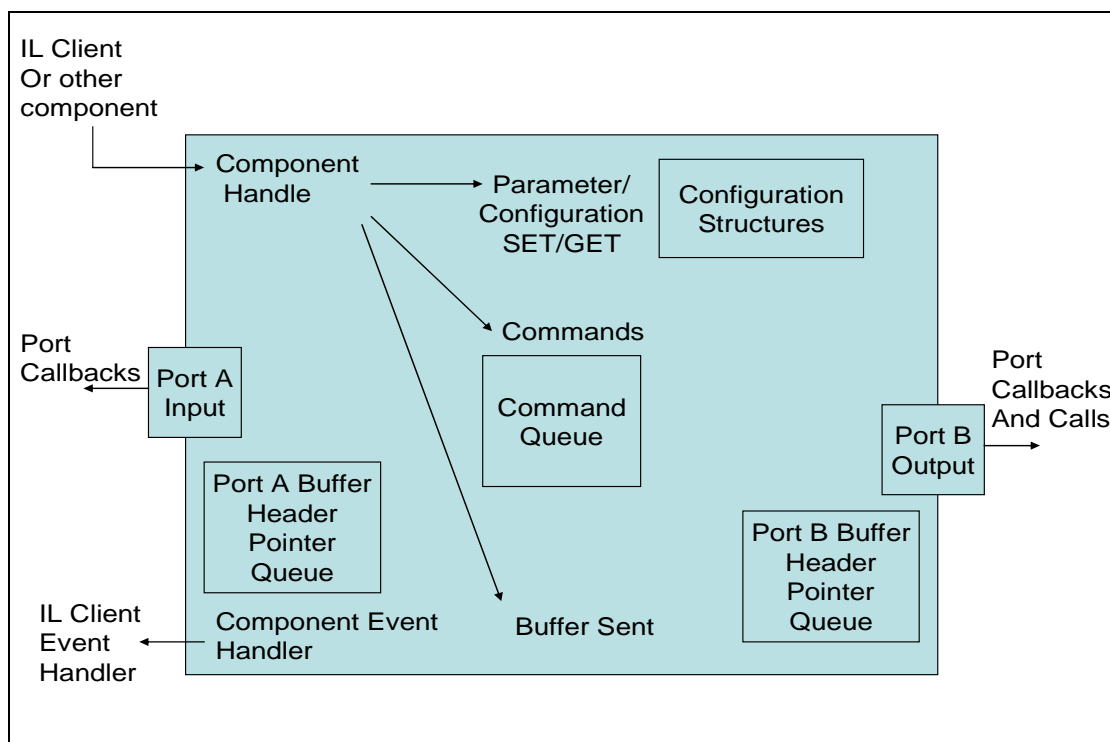 IL Client
Or other
component
Component
Handle
Parameter/
Configuration
SET/GET
Configuration
Structures
Commands
Command
Queue
Port
Callbacks
Port A
Input
Port
Callbacks
And Calls
Port B
Output
Port A Buffer
Header
Pointer
Queue
Port B Buffer
Header
Pointer
Queue
IL Client
Event
Handler
Component Event
Handler
Buffer Sent